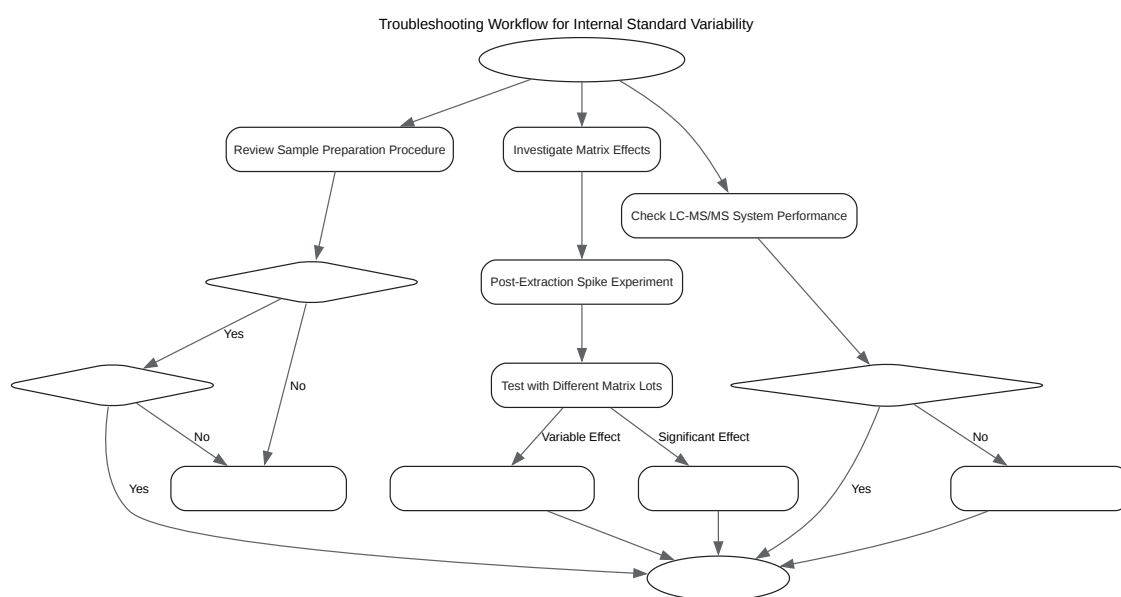 Troubleshooting Workflow for Internal Standard Variability
Review Sample Preparation Procedure
Investigate Matrix Effects
Check LC-MS/MS System Performance
Post-Extraction Spike Experiment
Yes
No
Test with Different Matrix Lots
No
Variable Effect
Significant Effect
No
Yes
Yes